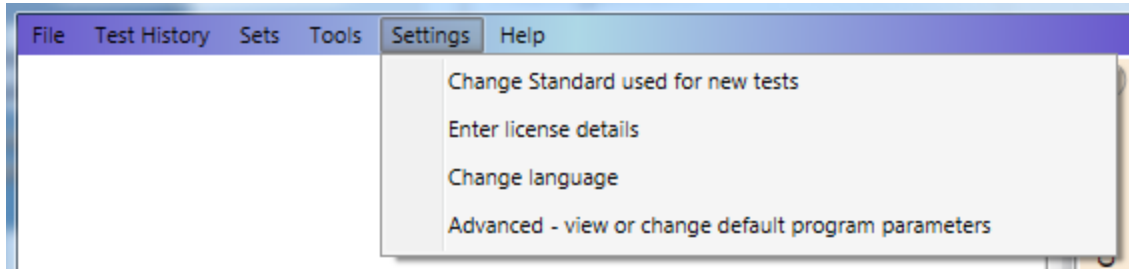 File Test History Sets Tools Settings Help
Change Standard used for new tests
Enter license details
Change language
Advanced - view or change default program parameters